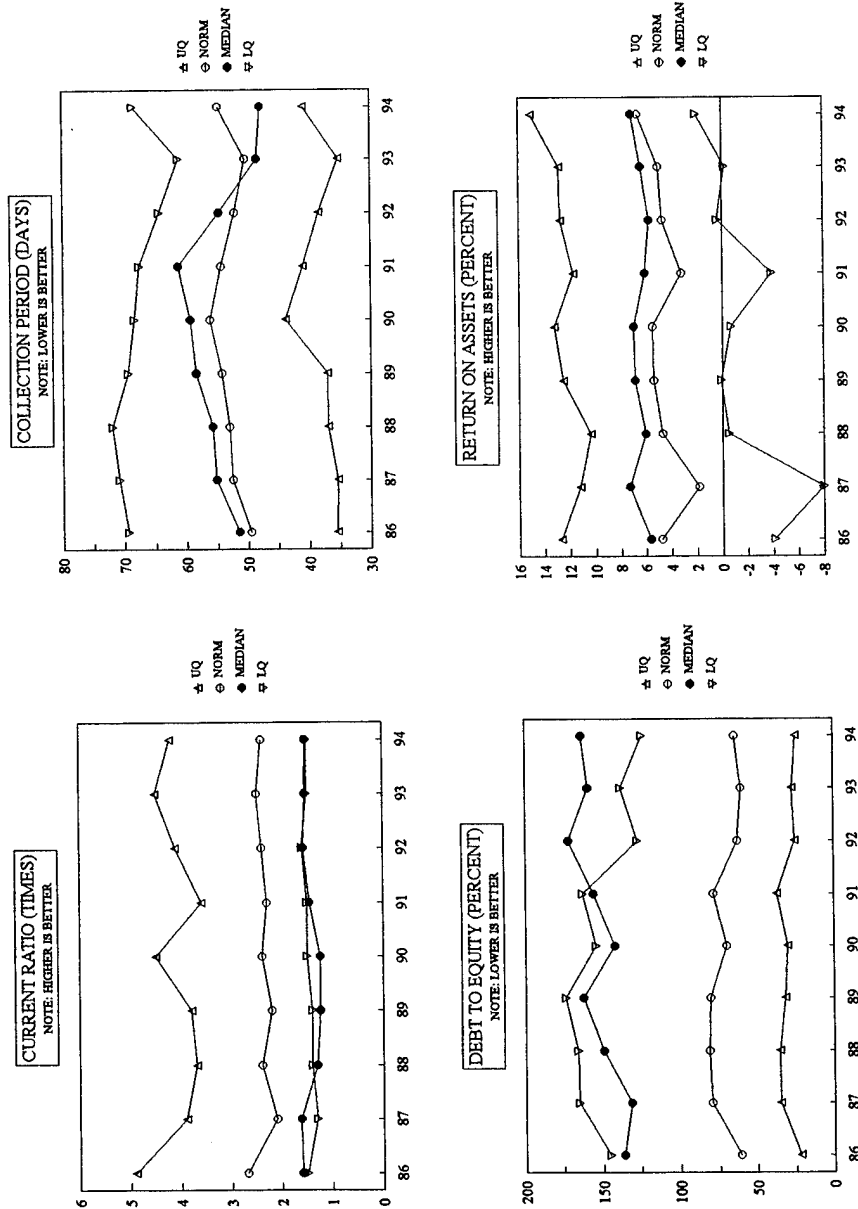 CURRENT RATIO (TIMES)
NOTE: HIGHER IS BETTER
5
4
3
2
1
0
86 87 88 89 90 91 92 93 94
UQ
NORM
MEDIAN
LQ
COLLECTION PERIOD (DAYS)
NOTE: LOWER IS BETTER
80
70
60
50
40
30
86 87 88 89 90 91 92 93 94
UQ
NORM
MEDIAN
LQ
DEBT TO EQUITY (PERCENT)
NOTE: LOWER IS BETTER
200
150
100
50
0
86 87 88 89 90 91 92 93 94
UQ
NORM
MEDIAN
LQ
RETURN ON ASSETS (PERCENT)
NOTE: HIGHER IS BETTER
16
14
12
10
8
6
4
2
0
-2
-4
-6
-8
86 87 88 89 90 91 92 93 94
UQ
NORM
MEDIAN
LQ